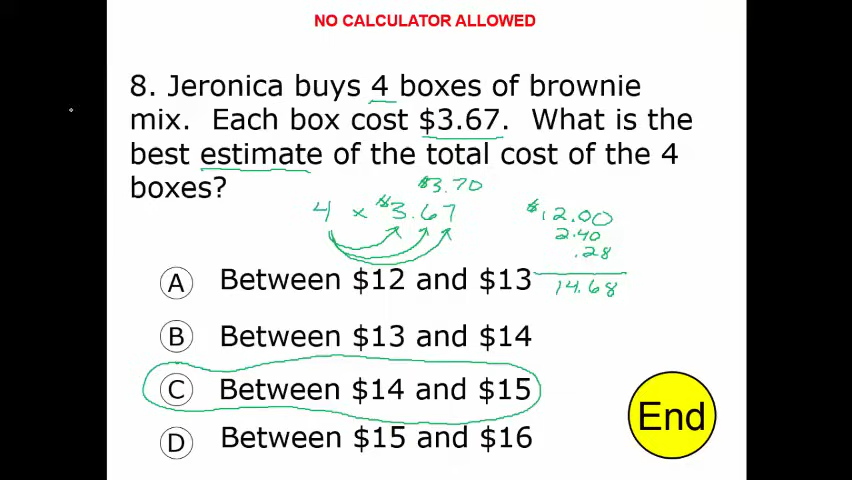 NO CALCULATOR ALLOWED
8. Jeronica buys 4 boxes of brownie
mix. Each box cost $3.67. What is the
best estimate of the total cost of the 4
boxes?
$3.70
4 x $3.67
$12.00
2.40
.28
14.68
A Between $12 and $13
B Between $13 and $14
C Between $14 and $15
D Between $15 and $16
End